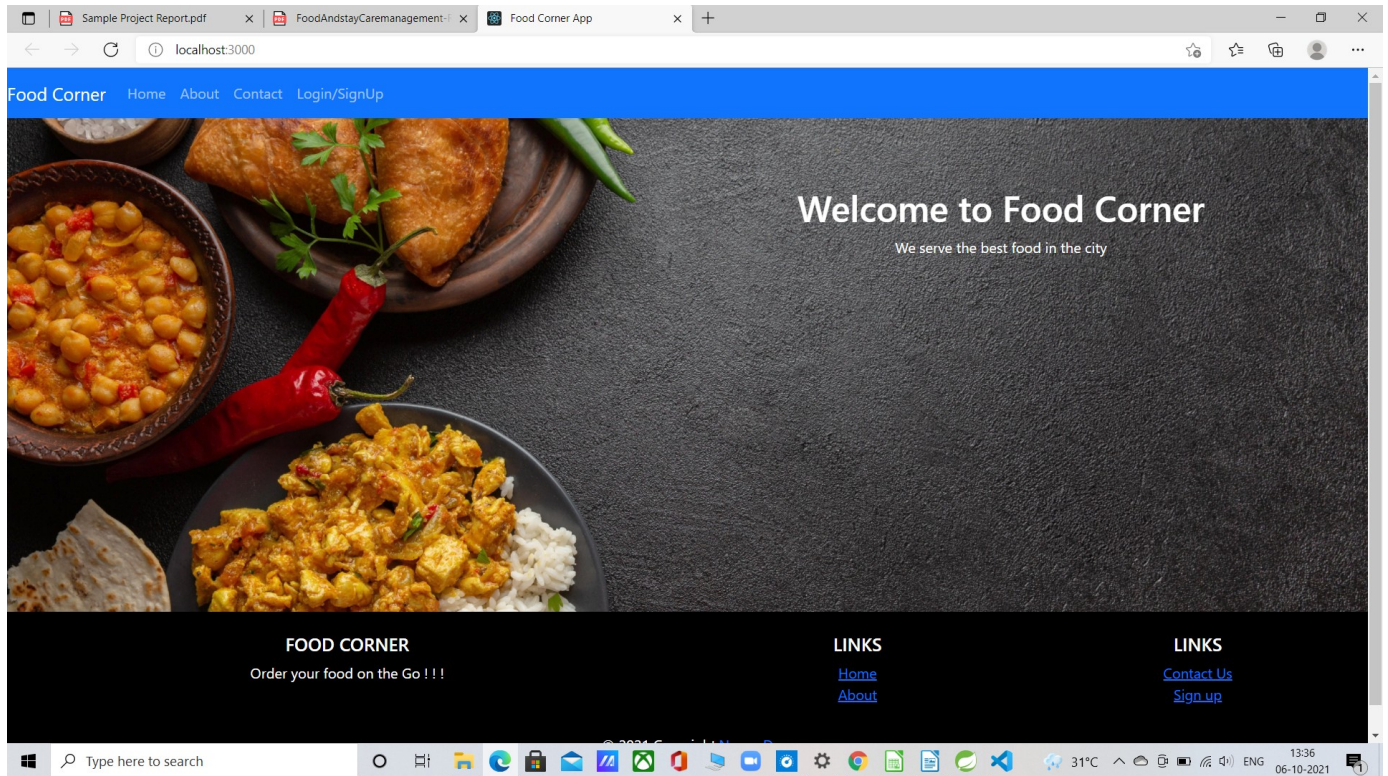 Sample Project Report.pdf
FoodAndstayCaremanagement-
Food Corner App
localhost:3000
Food Corner Home About Contact Login/SignUp
Welcome to Food Corner
We serve the best food in the city
FOOD CORNER
Order your food on the Go ! ! !
LINKS
Home
About
LINKS
Contact Us
Sign up
© 2021
Type here to search
31°C
ENG
13:36
06-10-2021